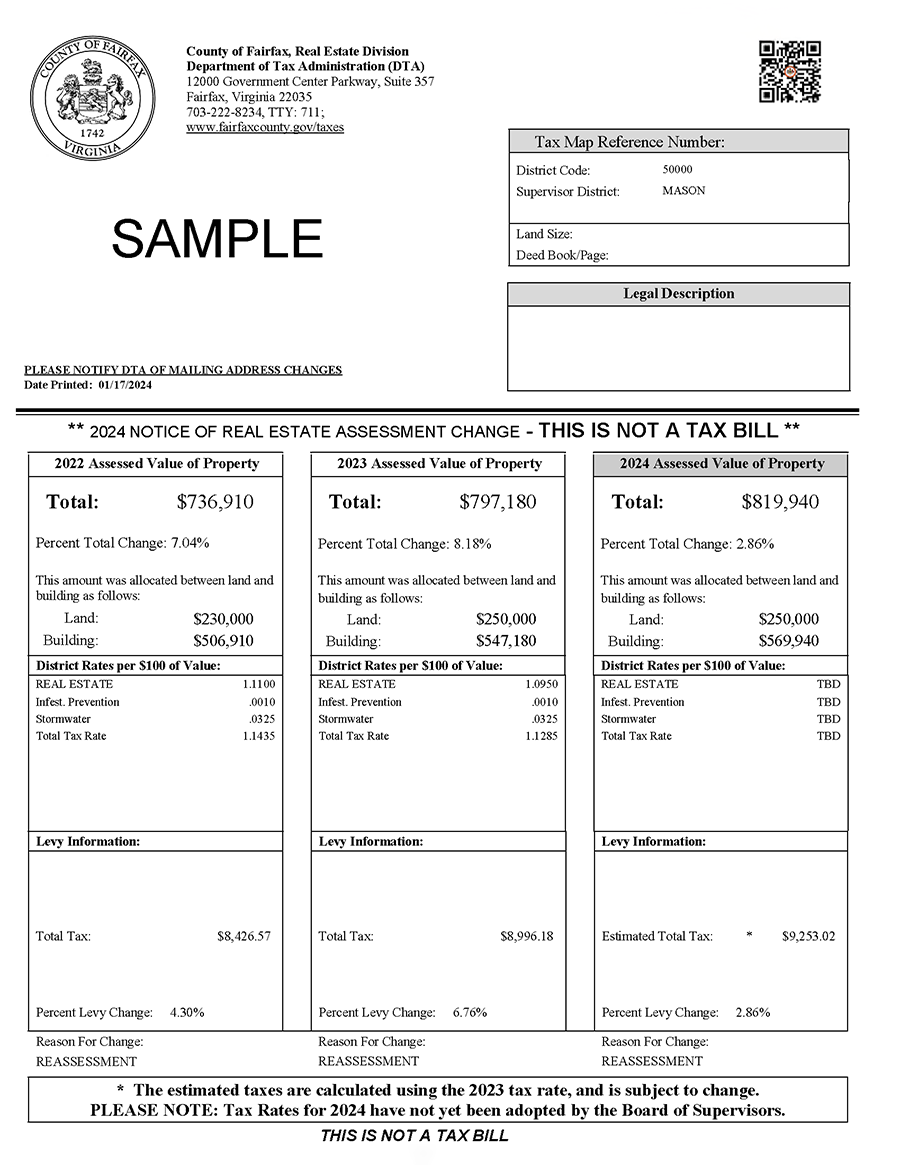 COUNTY OF FAIRFAX
1742
VIRGINIA
County of Fairfax, Real Estate Division
Department of Tax Administration (DTA)
12000 Government Center Parkway, Suite 357
Fairfax, Virginia 22035
703-222-8234, TTY: 711;
www.fairfaxcounty.gov/taxes
Tax Map Reference Number:
District Code: 50000
Supervisor District: MASON
Land Size:
Deed Book/Page:
SAMPLE
Legal Description
PLEASE NOTIFY DTA OF MAILING ADDRESS CHANGES
Date Printed: 01/17/2024
** 2024 NOTICE OF REAL ESTATE ASSESSMENT CHANGE - THIS IS NOT A TAX BILL **
2022 Assessed Value of Property
Total: $736,910
Percent Total Change: 7.04%
This amount was allocated between land and
building as follows:
Land: $230,000
Building: $506,910
District Rates per $100 of Value:
REAL ESTATE 1.1100
Infest. Prevention .0010
Stormwater .0325
Total Tax Rate 1.1435
Levy Information:
Total Tax: $8,426.57
Percent Levy Change: 4.30%
Reason For Change:
REASSESSMENT
2023 Assessed Value of Property
Total: $797,180
Percent Total Change: 8.18%
This amount was allocated between land and
building as follows:
Land: $250,000
Building: $547,180
District Rates per $100 of Value:
REAL ESTATE 1.0950
Infest. Prevention .0010
Stormwater .0325
Total Tax Rate 1.1285
Levy Information:
Total Tax: $8,996.18
Percent Levy Change: 6.76%
Reason For Change:
REASSESSMENT
2024 Assessed Value of Property
Total: $819,940
Percent Total Change: 2.86%
This amount was allocated between land and
building as follows:
Land: $250,000
Building: $569,940
District Rates per $100 of Value:
REAL ESTATE TBD
Infest. Prevention TBD
Stormwater TBD
Total Tax Rate TBD
Levy Information:
Estimated Total Tax: * $9,253.02
Percent Levy Change: 2.86%
Reason For Change:
REASSESSMENT
* The estimated taxes are calculated using the 2023 tax rate, and is subject to change.
PLEASE NOTE: Tax Rates for 2024 have not yet been adopted by the Board of Supervisors.
THIS IS NOT A TAX BILL